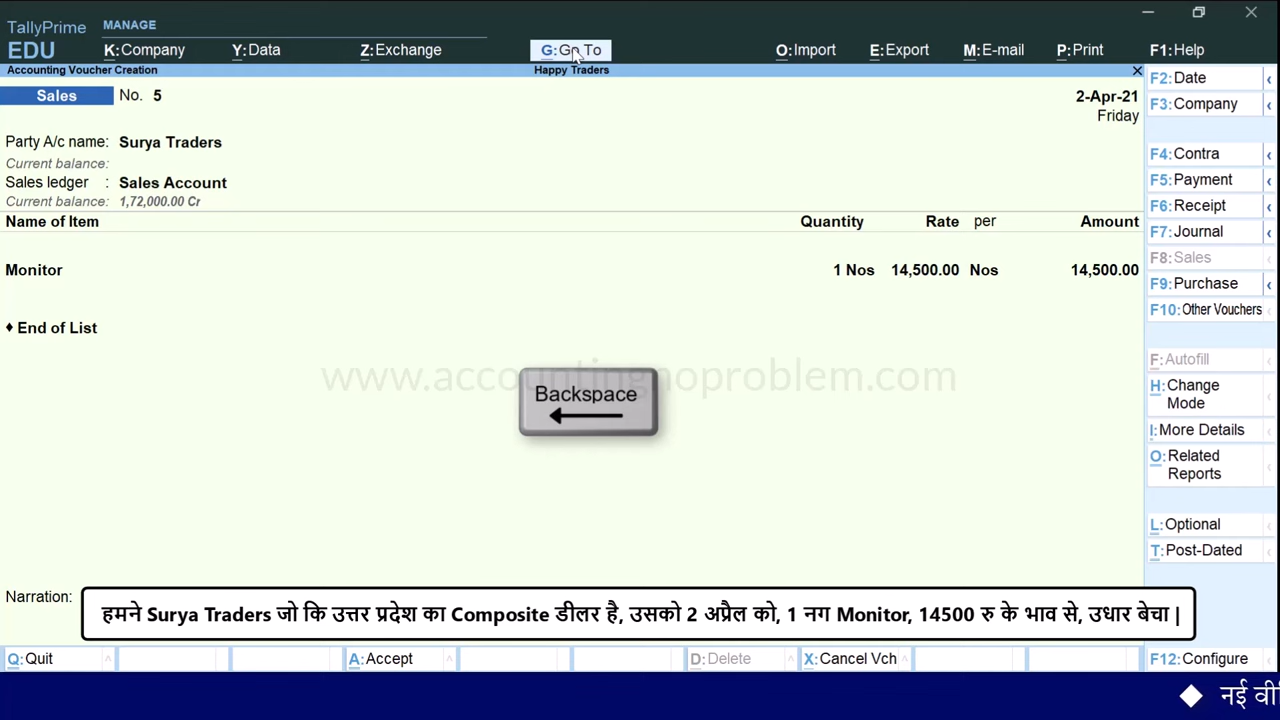 TallyPrime MANAGE
EDU K:Company Y:Data Z:Exchange G:Go To O:Import E:Export M:E-mail P:Print F1:Help
Accounting Voucher Creation Happy Traders
Sales No. 5 2-Apr-21
Friday
Party A/c name: Surya Traders
Current balance:
Sales ledger : Sales Account
Current balance: 1,72,000.00 Cr
Name of Item Quantity Rate per Amount
Monitor 1 Nos 14,500.00 Nos 14,500.00
♦ End of List
www.accountingnoproblem.com
Backspace
Narration:
हमने Surya Traders जो कि उत्तर प्रदेश का Composite डीलर है, उसको 2 अप्रैल को, 1 नग Monitor, 14500 रु के भाव से, उधार बेचा |
F2:Date
F3:Company
F4:Contra
F5:Payment
F6:Receipt
F7:Journal
F8:Sales
F9:Purchase
F10:Other Vouchers
F:Autofill
H:Change
Mode
I:More Details
O:Related
Reports
L:Optional
T:Post-Dated
Q:Quit A:Accept D:Delete X:Cancel Vch F12:Configure
◆ नई